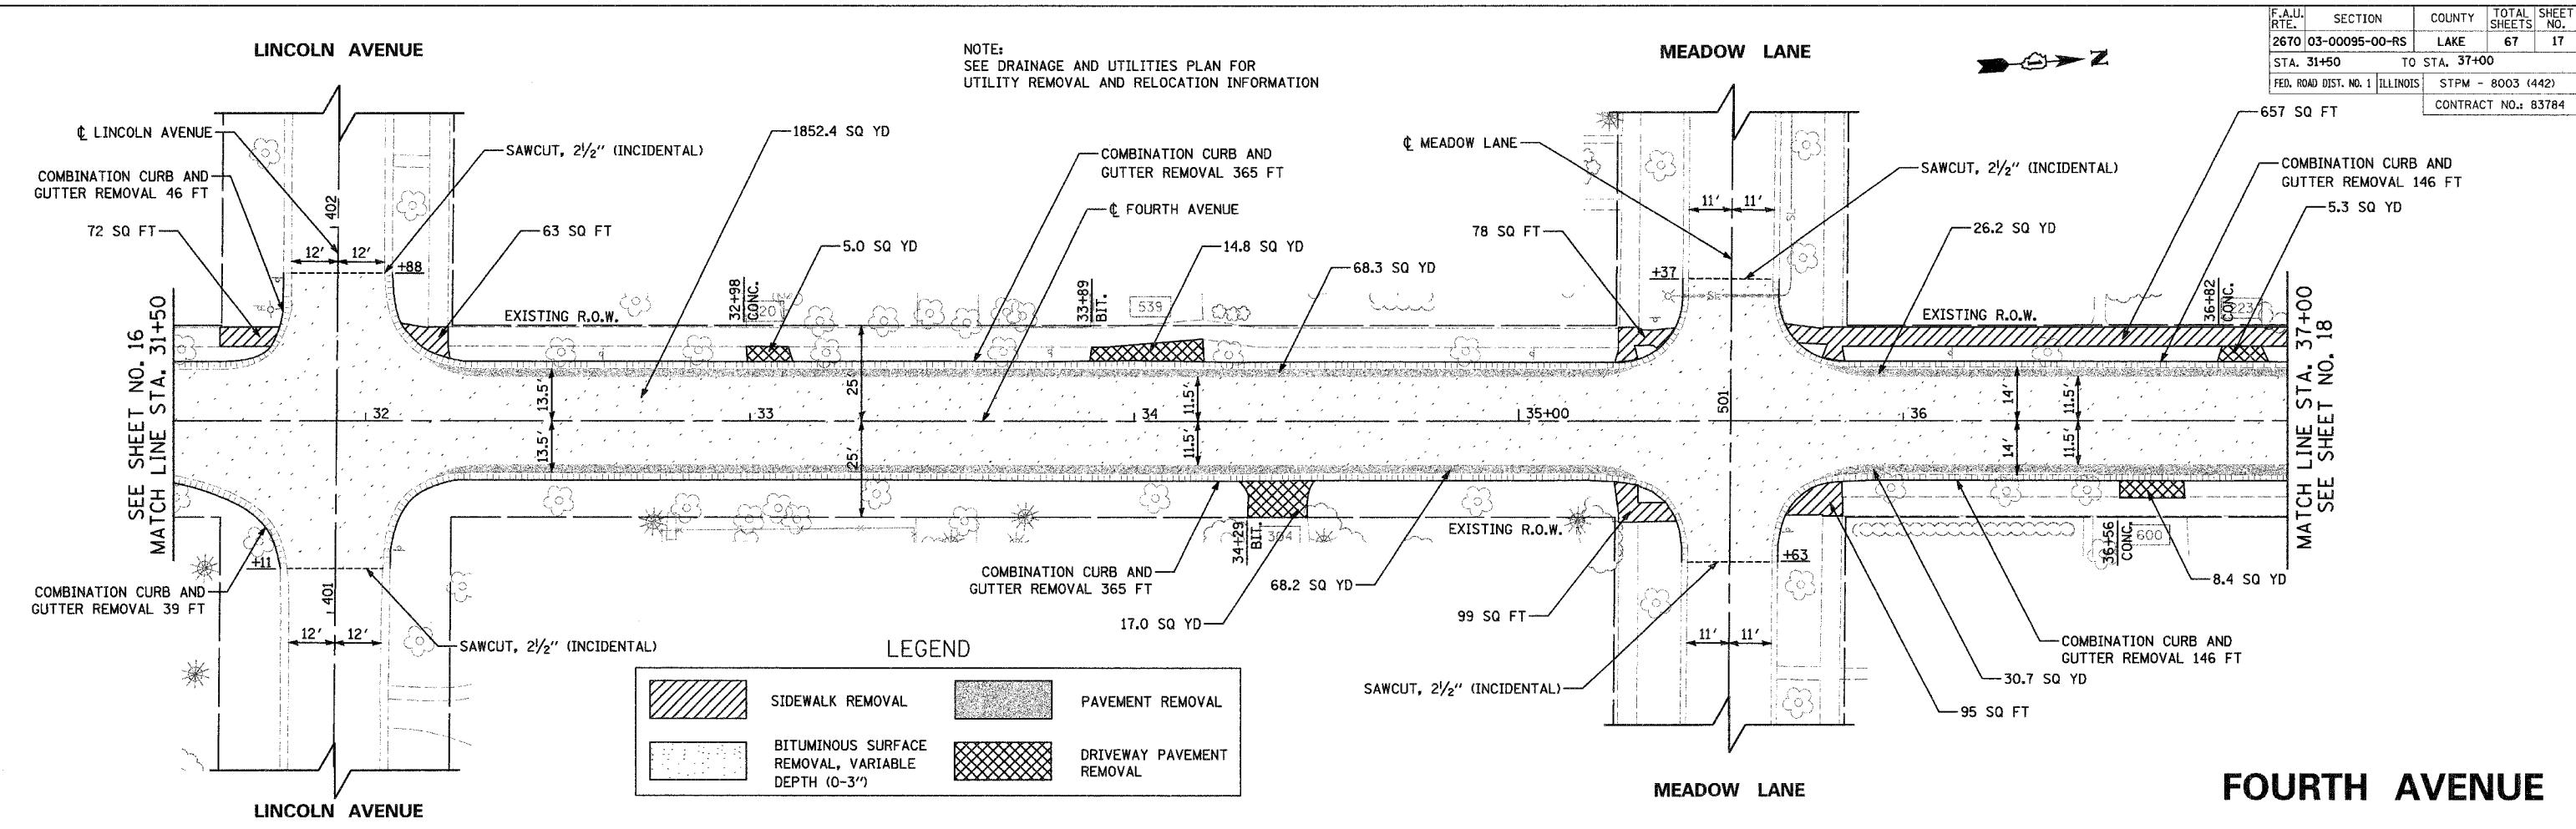 F.A.U. RTE. SECTION COUNTY TOTAL SHEETS SHEET NO.
2670 03-00095-00-RS LAKE 67 17
STA. 31+50 TO STA. 37+00
FED. ROAD DIST. NO. 1 ILLINOIS STPM - 8003 (442)
CONTRACT NO.: 83784
LINCOLN AVENUE
NOTE:
SEE DRAINAGE AND UTILITIES PLAN FOR
UTILITY REMOVAL AND RELOCATION INFORMATION
MEADOW LANE
N
℄ LINCOLN AVENUE
COMBINATION CURB AND
GUTTER REMOVAL 46 FT
72 SQ FT
402
12' 12'
+88
SAWCUT, 2½" (INCIDENTAL)
63 SQ FT
1852.4 SQ YD
5.0 SQ YD
COMBINATION CURB AND
GUTTER REMOVAL 365 FT
℄ FOURTH AVENUE
14.8 SQ YD
68.3 SQ YD
℄ MEADOW LANE
78 SQ FT
11' 11'
SL
+37
SL
SAWCUT, 2½" (INCIDENTAL)
26.2 SQ YD
657 SQ FT
COMBINATION CURB AND
GUTTER REMOVAL 146 FT
5.3 SQ YD
EXISTING R.O.W.
32+98
CONC.
33+89
BIT.
539
EXISTING R.O.W.
36+82
CONC.
SEE SHEET NO. 16
MATCH LINE STA. 31+50
32
13.5'
13.5'
33
25'
25'
34
11.5'
11.5'
35+00
501
36
14'
14'
11.5'
11.5'
MATCH LINE STA. 37+00
SEE SHEET NO. 18
+11
401
12' 12'
COMBINATION CURB AND
GUTTER REMOVAL 39 FT
SAWCUT, 2½" (INCIDENTAL)
34+29
BIT.
304
COMBINATION CURB AND
GUTTER REMOVAL 365 FT
17.0 SQ YD
68.2 SQ YD
EXISTING R.O.W.
99 SQ FT
+63
11' 11'
SAWCUT, 2½" (INCIDENTAL)
36+56
CONC.
600
8.4 SQ YD
COMBINATION CURB AND
GUTTER REMOVAL 146 FT
30.7 SQ YD
95 SQ FT
LEGEND
SIDEWALK REMOVAL
PAVEMENT REMOVAL
BITUMINOUS SURFACE
REMOVAL, VARIABLE
DEPTH (0-3")
DRIVEWAY PAVEMENT
REMOVAL
LINCOLN AVENUE
MEADOW LANE
FOURTH AVENUE